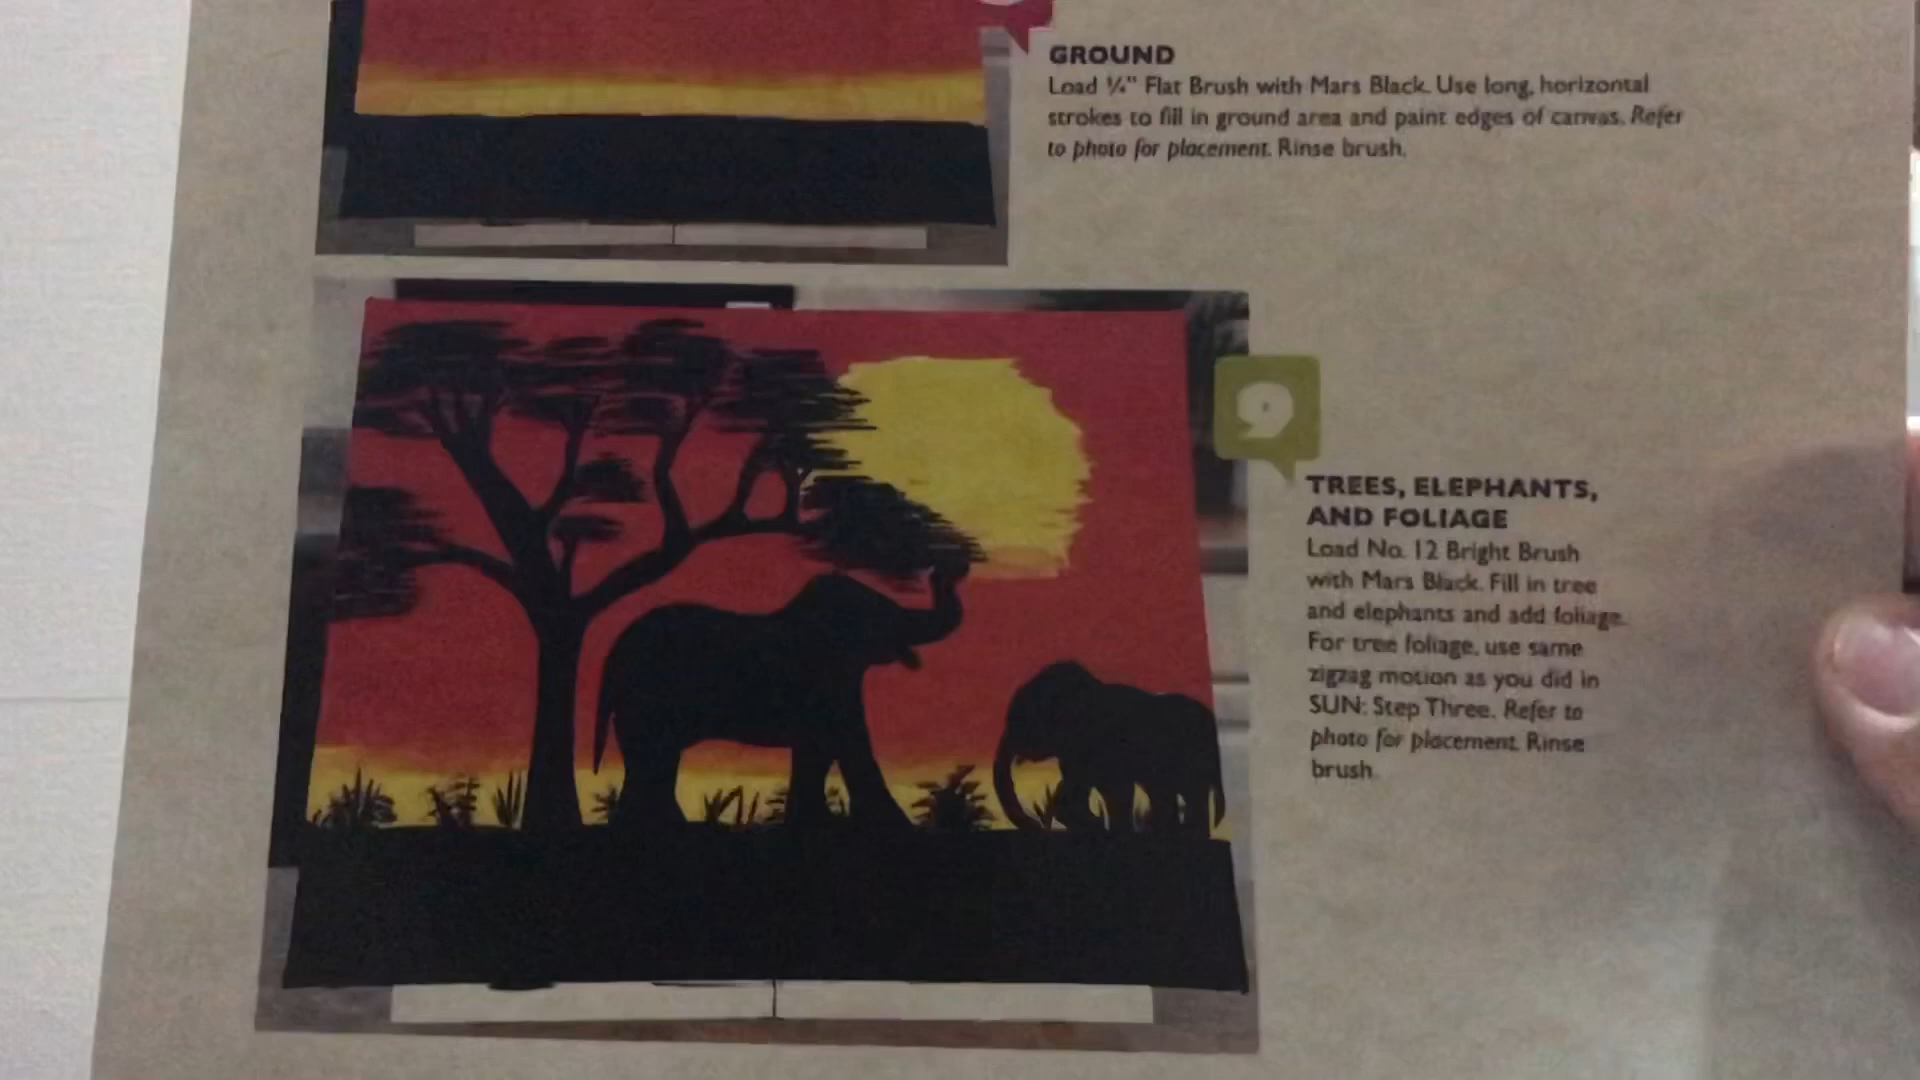 GROUND
Load ¾" Flat Brush with Mars Black. Use long, horizontal
strokes to fill in ground area and paint edges of canvas. Refer
to photo for placement. Rinse brush.
9
TREES, ELEPHANTS,
AND FOLIAGE
Load No. 12 Bright Brush
with Mars Black. Fill in tree
and elephants and add foliage.
For tree foliage, use same
zigzag motion as you did in
SUN: Step Three. Refer to
photo for placement. Rinse
brush.